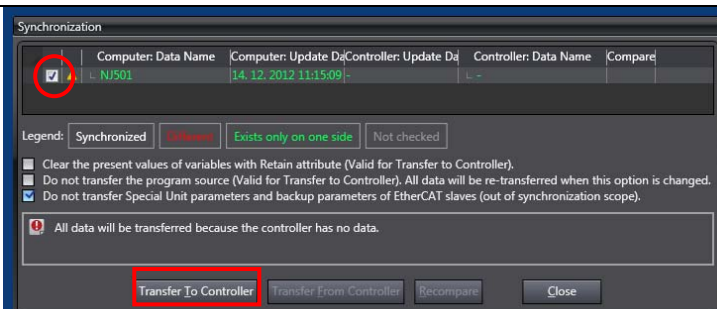 Synchronization
Computer: Data Name Computer: Update Da Controller: Update Da Controller: Data Name Compare
NJ501 14. 12. 2012 11:15:09 - -
Legend: Synchronized Different Exists only on one side Not checked
Clear the present values of variables with Retain attribute (Valid for Transfer to Controller).
Do not transfer the program source (Valid for Transfer to Controller). All data will be re-transferred when this option is changed.
Do not transfer Special Unit parameters and backup parameters of EtherCAT slaves (out of synchronization scope).
All data will be transferred because the controller has no data.
Transfer To Controller Transfer From Controller Recompare Close